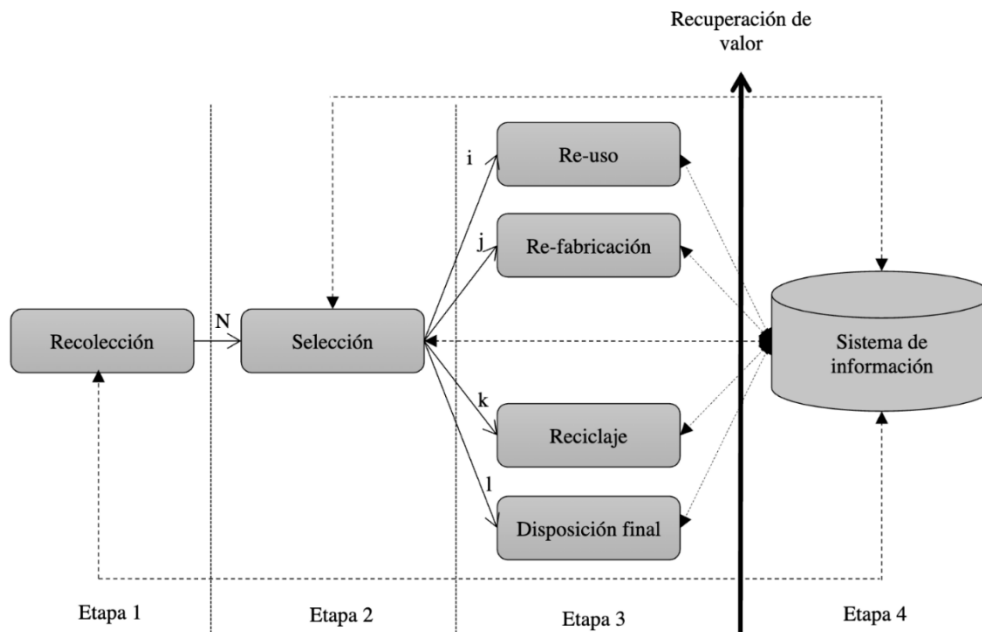 Recuperación de
valor
i
Re-uso
j
Re-fabricación
N
Recolección
Selección
Sistema de
información
k
Reciclaje
l
Disposición final
Etapa 1
Etapa 2
Etapa 3
Etapa 4